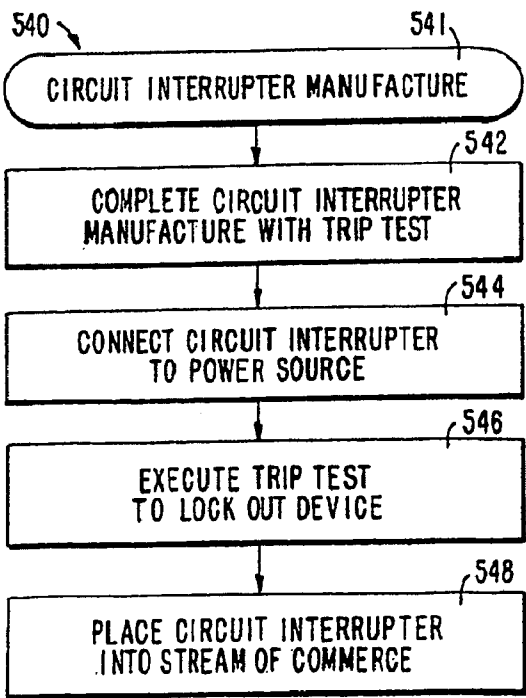 540
541
CIRCUIT INTERRUPTER MANUFACTURE
542
COMPLETE CIRCUIT INTERRUPTER
MANUFACTURE WITH TRIP TEST
544
CONNECT CIRCUIT INTERRUPTER
TO POWER SOURCE
546
EXECUTE TRIP TEST
TO LOCK OUT DEVICE
548
PLACE CIRCUIT INTERRUPTER
INTO STREAM OF COMMERCE